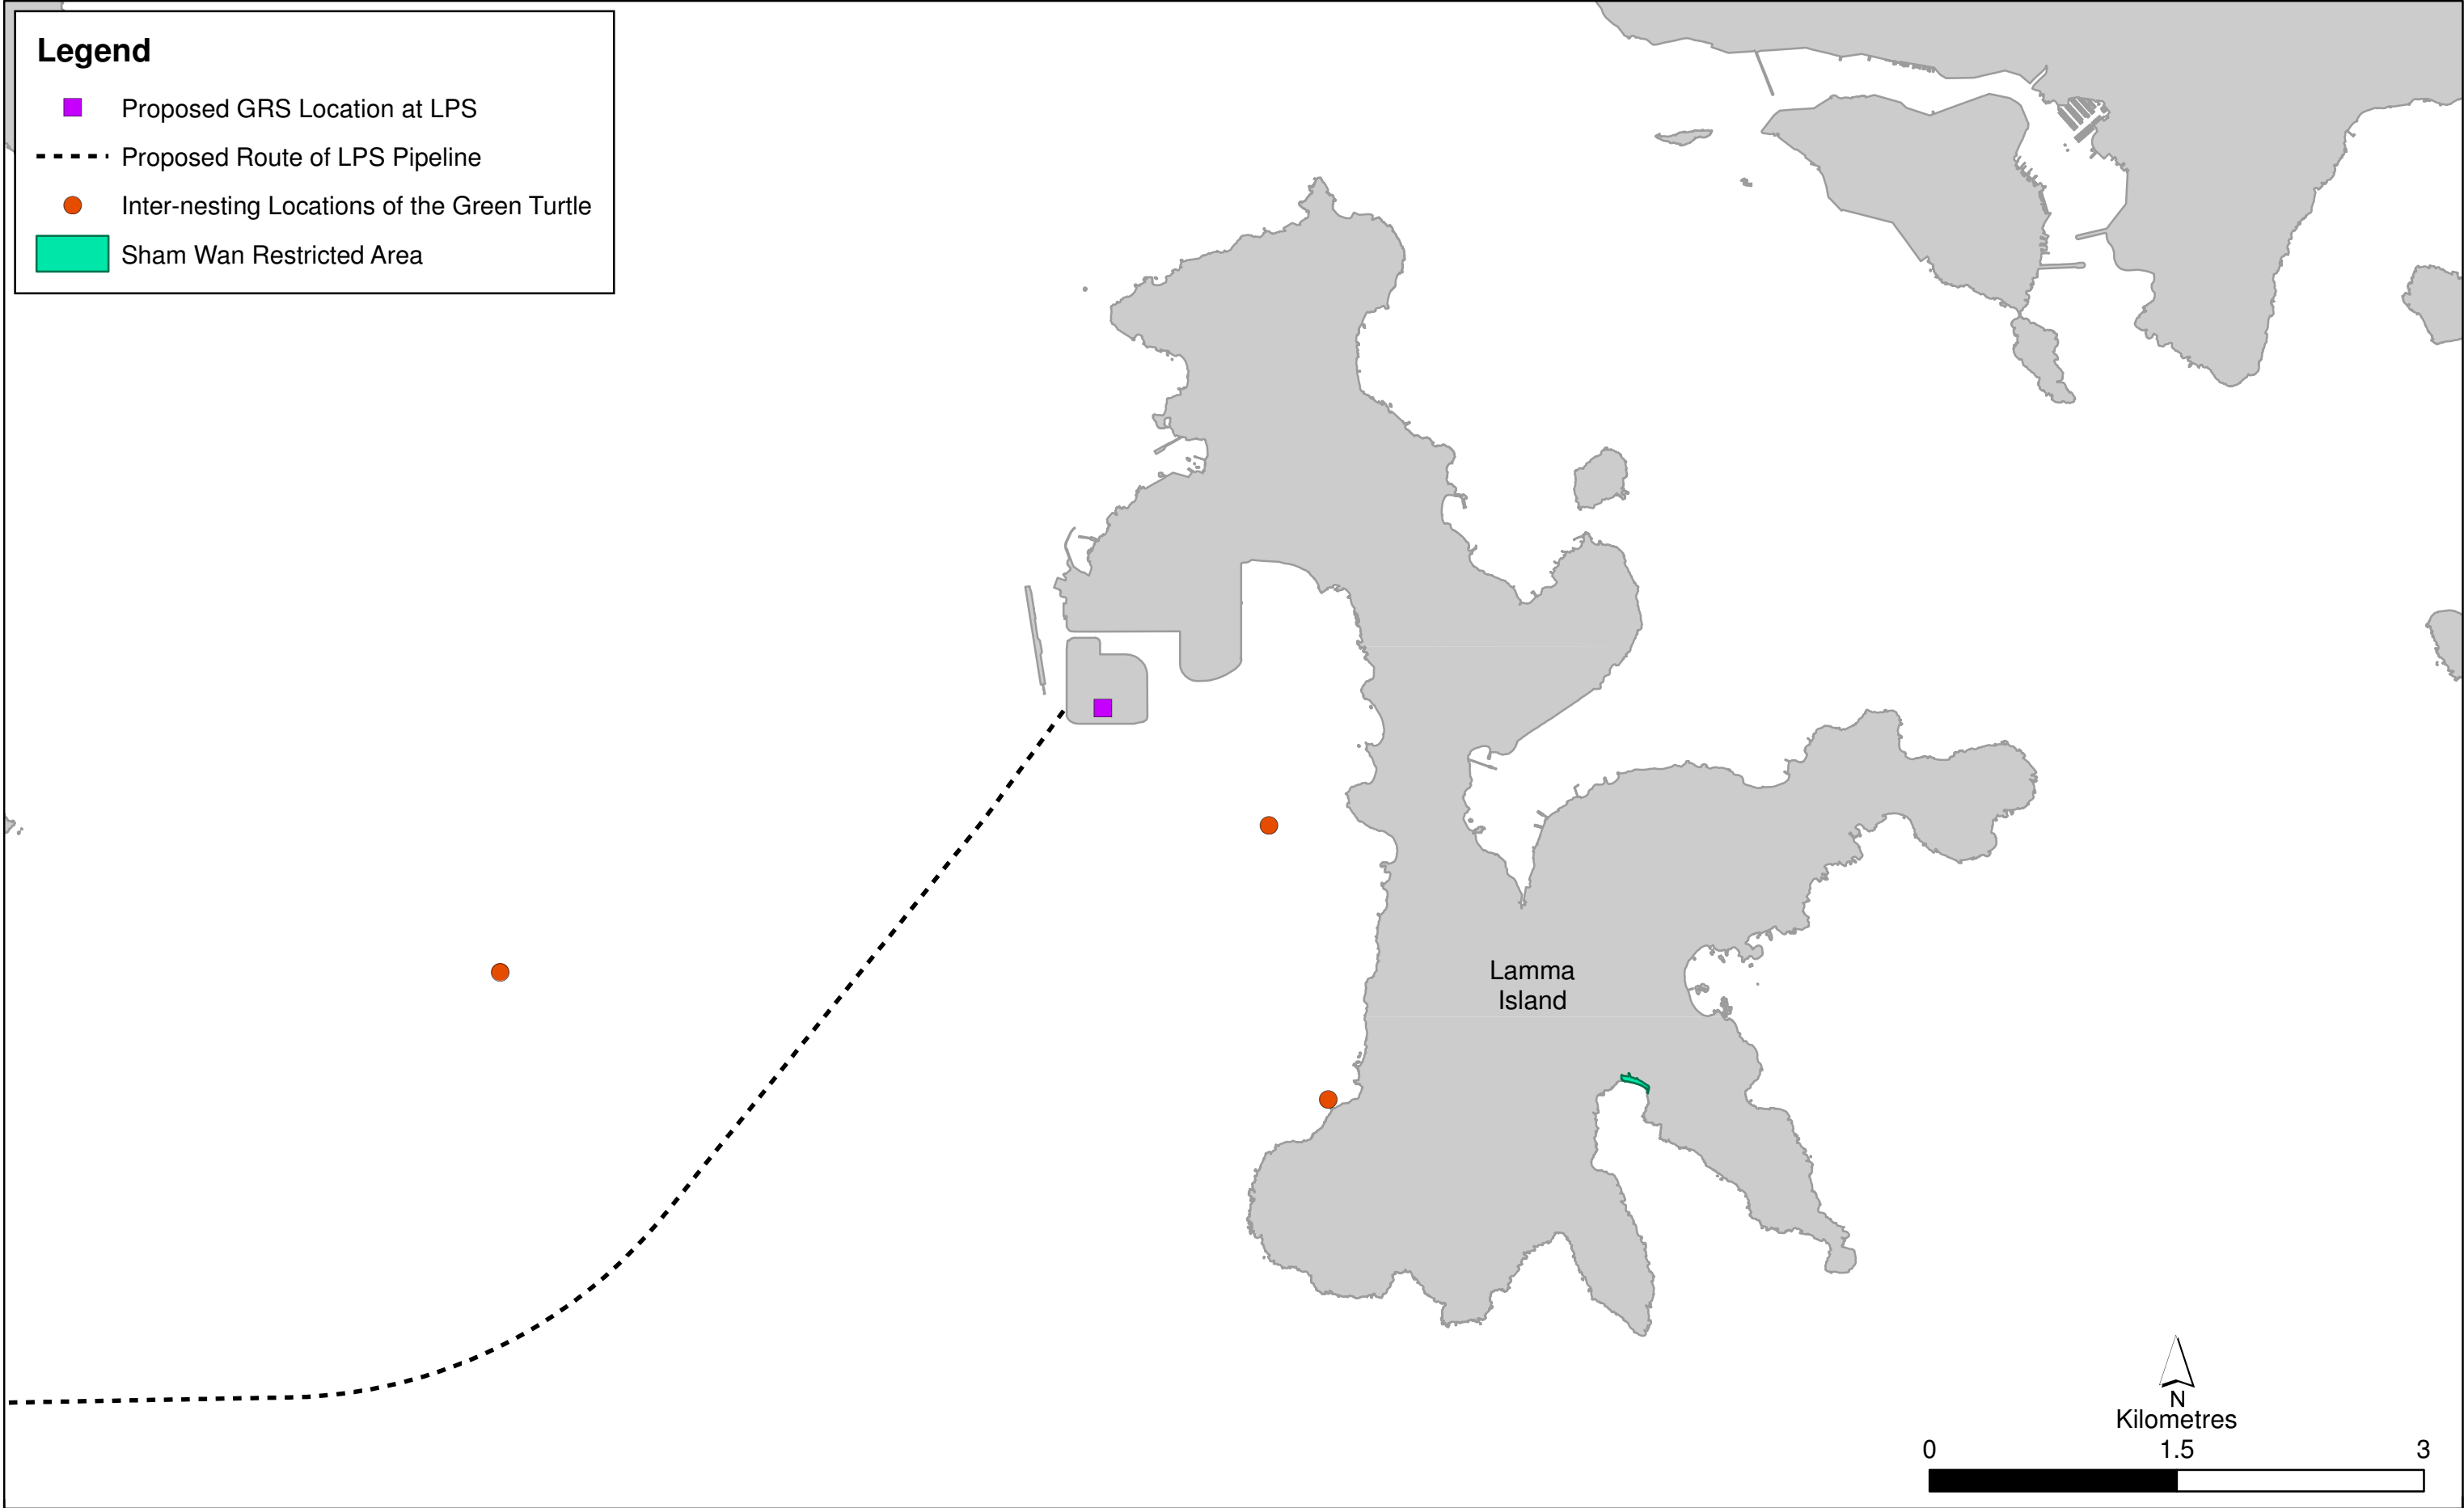 Legend
Proposed GRS Location at LPS
Proposed Route of LPS Pipeline
Inter-nesting Locations of the Green Turtle
Sham Wan Restricted Area
Lamma
Island
N
Kilometres
0 1.5 3